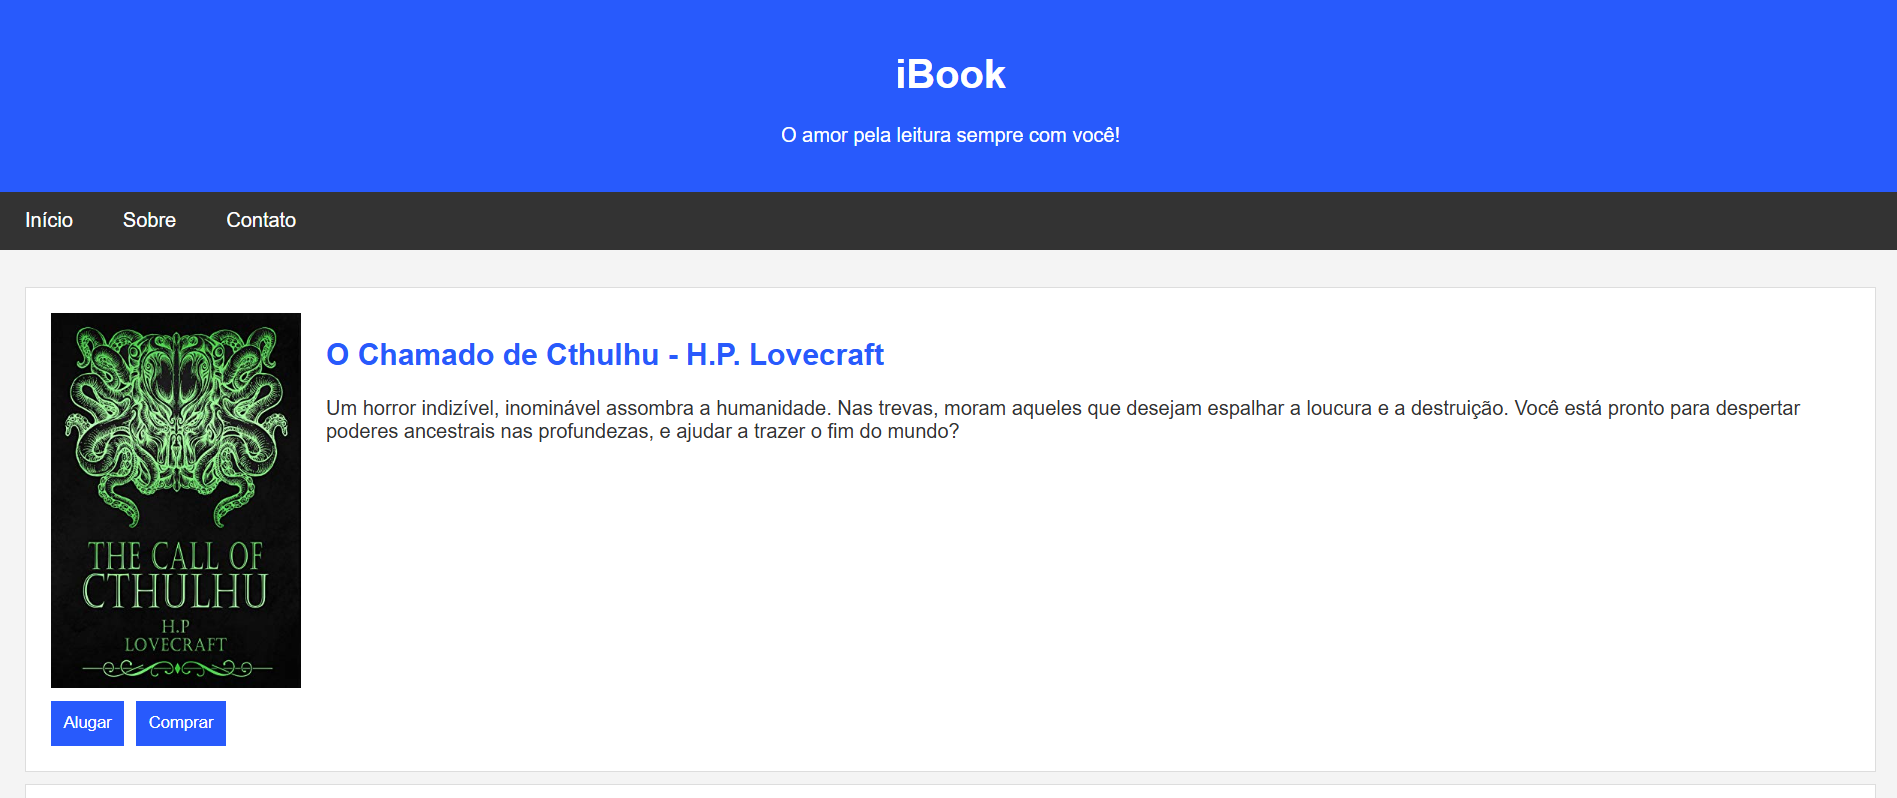 iBook
O amor pela leitura sempre com você!
Início Sobre Contato
O Chamado de Cthulhu - H.P. Lovecraft
Um horror indizível, inominável assombra a humanidade. Nas trevas, moram aqueles que desejam espalhar a loucura e a destruição. Você está pronto para despertar
poderes ancestrais nas profundezas, e ajudar a trazer o fim do mundo?
THE CALL OF
CTHULHU
H.P
LOVECRAFT
Alugar Comprar